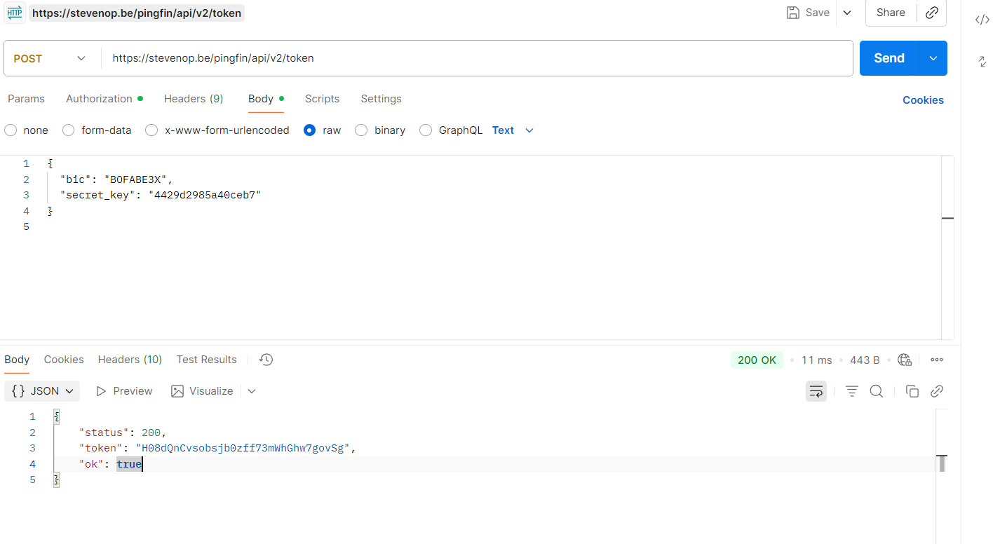 HTTP https://stevenop.be/pingfin/api/v2/token Save Share
POST https://stevenop.be/pingfin/api/v2/token Send
Params Authorization Headers (9) Body Scripts Settings Cookies
none form-data x-www-form-urlencoded raw binary GraphQL Text
1 {
2 "bic": "BOFABE3X",
3 "secret_key": "4429d2985a40ceb7"
4 }
5
Body Cookies Headers (10) Test Results 200 OK • 11 ms • 443 B •
{} JSON Preview Visualize
1 {
2 "status": 200,
3 "token": "H08dQnCvsobsjb0zff73mWhGhw7govSg",
4 "ok": true
5 }